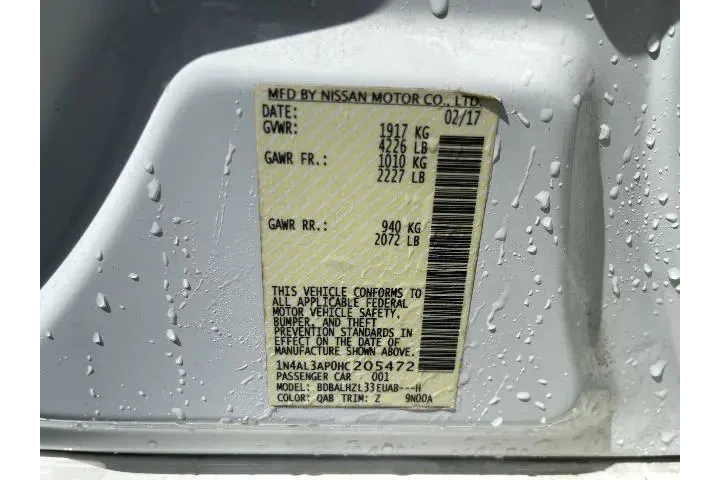 MFD BY NISSAN MOTOR CO., LTD.
DATE: 02/17
GVWR: 1917 KG
4226 LB
GAWR FR.: 1010 KG
2227 LB
GAWR RR.: 940 KG
2072 LB
THIS VEHICLE CONFORMS TO
ALL APPLICABLE FEDERAL
MOTOR VEHICLE SAFETY,
BUMPER, AND THEFT
PREVENTION STANDARDS IN
EFFECT ON THE DATE OF
MANUFACTURE SHOWN ABOVE.
1N4AL3AP0HC205472
PASSENGER CAR 001
MODEL: BDBALHZL33EUAB---H
COLOR: QAB TRIM: Z 9N00A